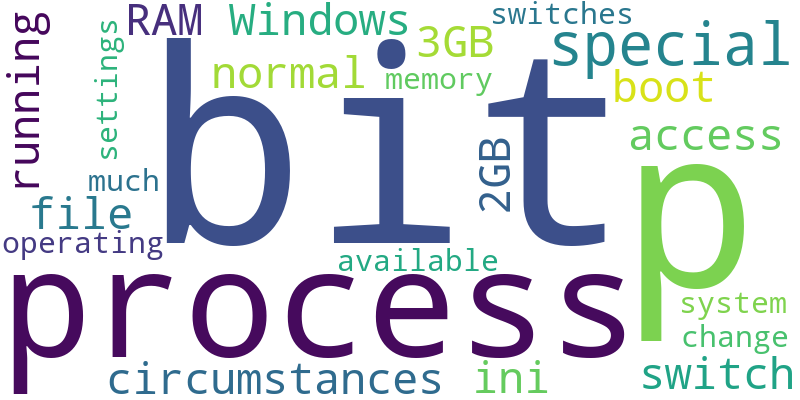 RAM
Windows
switches
running
settings
normal
3GB
memory
special
boot
bit
2GB
access
much
file
operating
p
available
process
system
change
circumstances
ini
switch